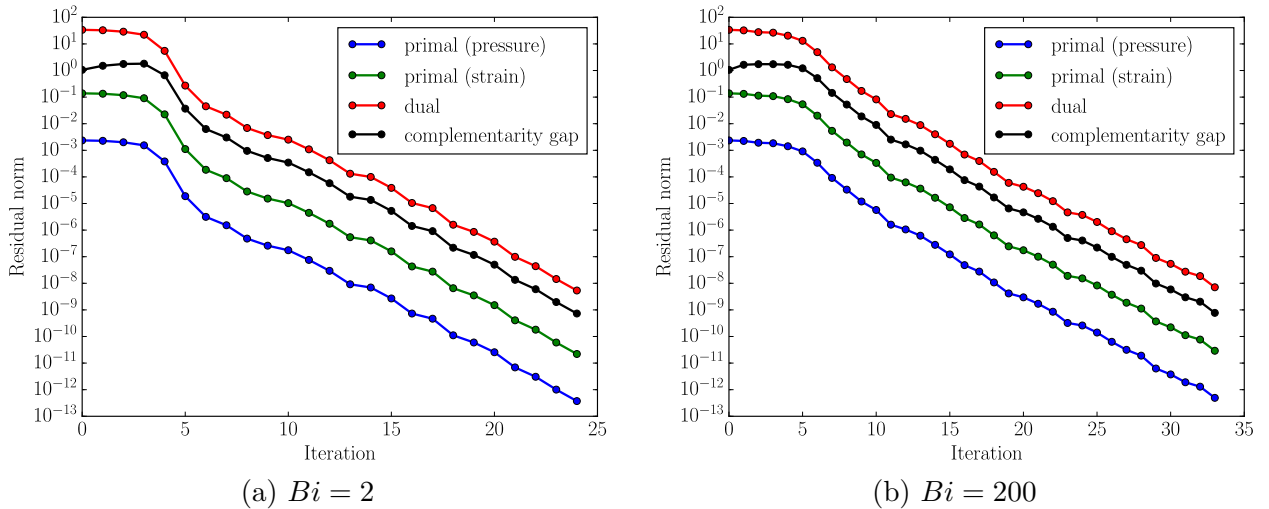 10^2
10^1
10^0
10^-1
10^-2
10^-3
10^-4
10^-5
10^-6
10^-7
10^-8
10^-9
10^-10
10^-11
10^-12
10^-13
Residual norm
primal (pressure)
primal (strain)
dual
complementarity gap
0 5 10 15 20 25
Iteration
(a) Bi = 2
10^2
10^1
10^0
10^-1
10^-2
10^-3
10^-4
10^-5
10^-6
10^-7
10^-8
10^-9
10^-10
10^-11
10^-12
10^-13
Residual norm
primal (pressure)
primal (strain)
dual
complementarity gap
0 5 10 15 20 25 30 35
Iteration
(b) Bi = 200